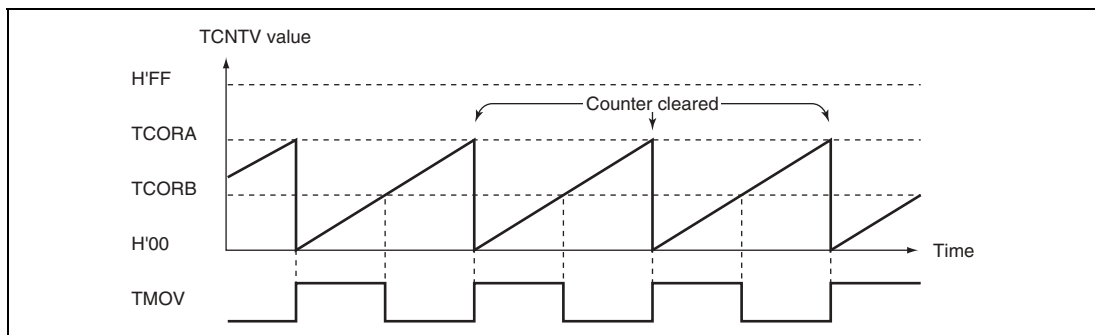 TCNTV value
H'FF
Counter cleared
TCORA
TCORB
H'00
Time
TMOV